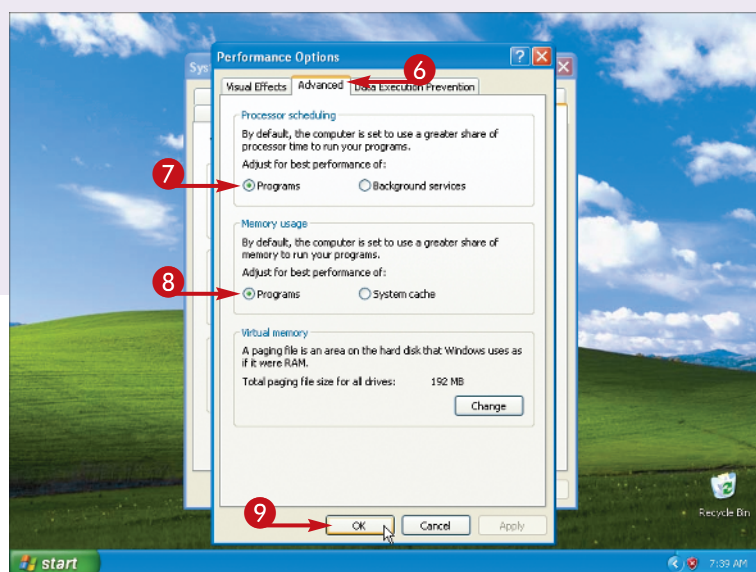 Performance Options
Sys
6
Visual Effects Advanced Data Execution Prevention
Processor scheduling
By default, the computer is set to use a greater share of
processor time to run your programs.
Adjust for best performance of:
7
Programs Background services
Memory usage
By default, the computer is set to use a greater share of
memory to run your programs.
Adjust for best performance of:
8
Programs System cache
Virtual memory
A paging file is an area on the hard disk that Windows uses as
if it were RAM.
Total paging file size for all drives: 192 MB
Change
Recycle Bin
9
OK Cancel Apply
start 7:39 AM